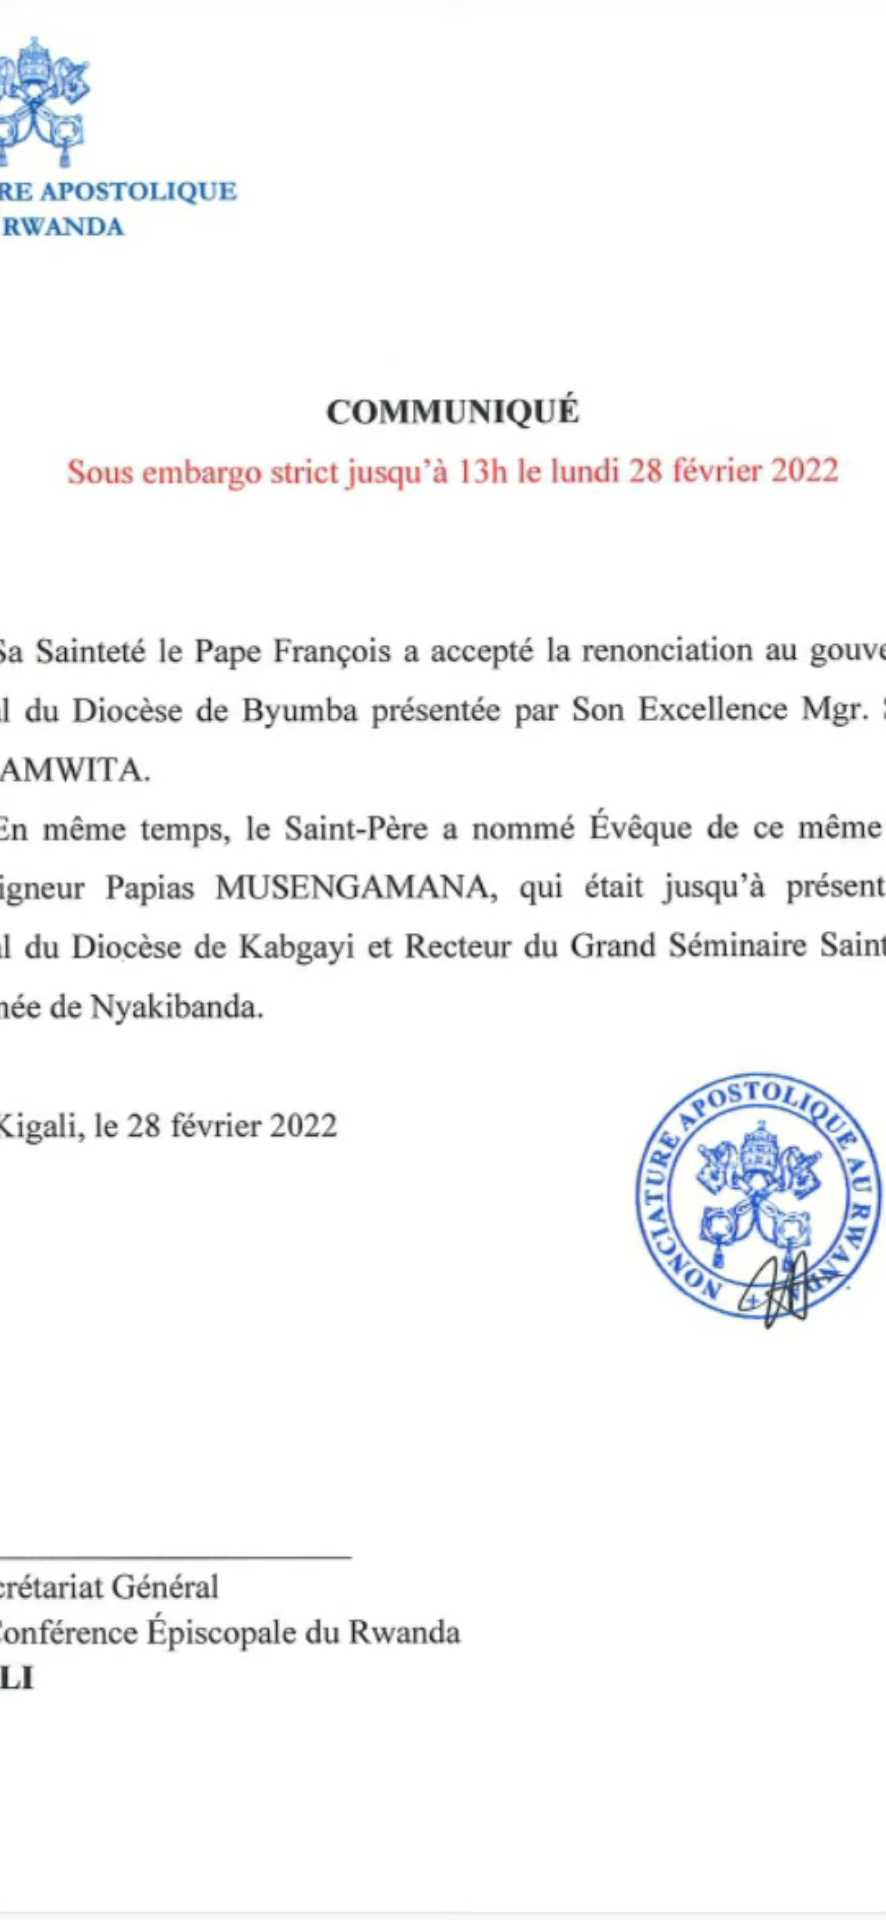 RE APOSTOLIQUE
RWANDA
COMMUNIQUÉ
Sous embargo strict jusqu'à 13h le lundi 28 février 2022
Sa Sainteté le Pape François a accepté la renonciation au gouve
l du Diocèse de Byumba présentée par Son Excellence Mgr. S
AMWITA.
En même temps, le Saint-Père a nommé Évêque de ce même
igneur Papias MUSENGAMANA, qui était jusqu'à présent
l du Diocèse de Kabgayi et Recteur du Grand Séminaire Saint
née de Nyakibanda.
Kigali, le 28 février 2022
NONCIATURE APOSTOLIQUE AU RWANDA
crétariat Général
Conférence Épiscopale du Rwanda
LI